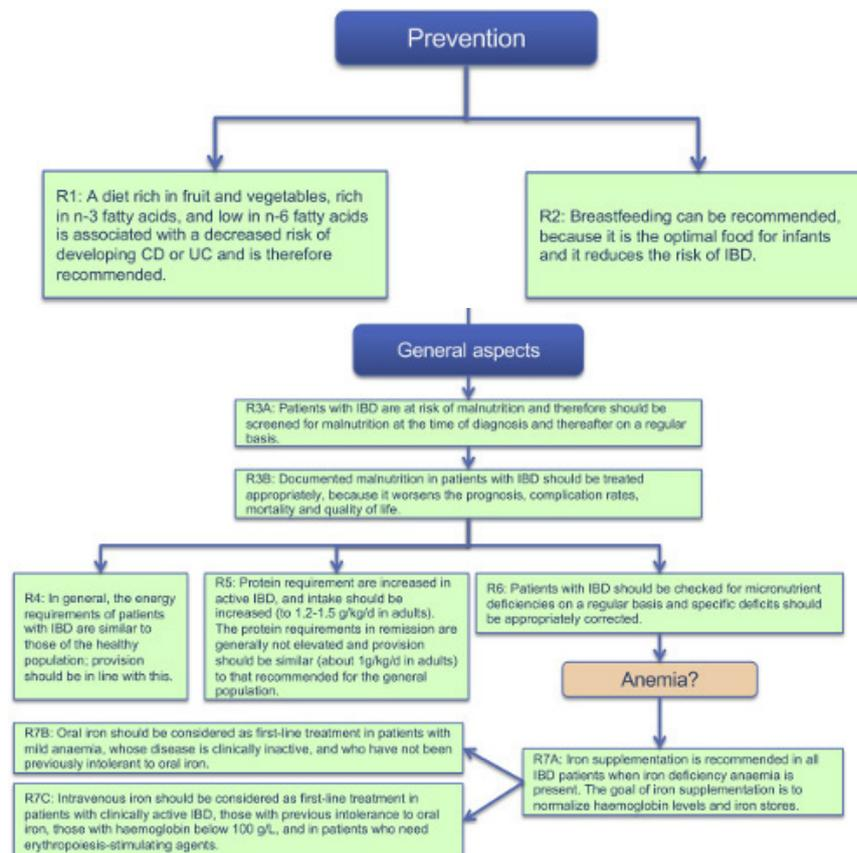 Prevention
R1: A diet rich in fruit and vegetables, rich
in n-3 fatty acids, and low in n-6 fatty acids
is associated with a decreased risk of
developing CD or UC and is therefore
recommended.
R2: Breastfeeding can be recommended,
because it is the optimal food for infants
and it reduces the risk of IBD.
General aspects
R3A: Patients with IBD are at risk of malnutrition and therefore should be
screened for malnutrition at the time of diagnosis and thereafter on a regular
basis.
R3B: Documented malnutrition in patients with IBD should be treated
appropriately, because it worsens the prognosis, complication rates,
mortality and quality of life.
R4: In general, the energy
requirements of patients
with IBD are similar to
those of the healthy
population; provision
should be in line with this.
R5: Protein requirement are increased in
active IBD, and intake should be
increased (to 1.2-1.5 g/kg/d in adults).
The protein requirements in remission are
generally not elevated and provision
should be similar (about 1g/kg/d in adults)
to that recommended for the general
population.
R6: Patients with IBD should be checked for micronutrient
deficiencies on a regular basis and specific deficits should
be appropriately corrected.
Anemia?
R7B: Oral iron should be considered as first-line treatment in patients with
mild anaemia, whose disease is clinically inactive, and who have not been
previously intolerant to oral iron.
R7A: Iron supplementation is recommended in all
IBD patients when iron deficiency anaemia is
present. The goal of iron supplementation is to
normalize haemoglobin levels and iron stores.
R7C: Intravenous iron should be considered as first-line treatment in
patients with clinically active IBD, those with previous intolerance to oral
iron, those with haemoglobin below 100 g/L, and in patients who need
erythropoiesis-stimulating agents.